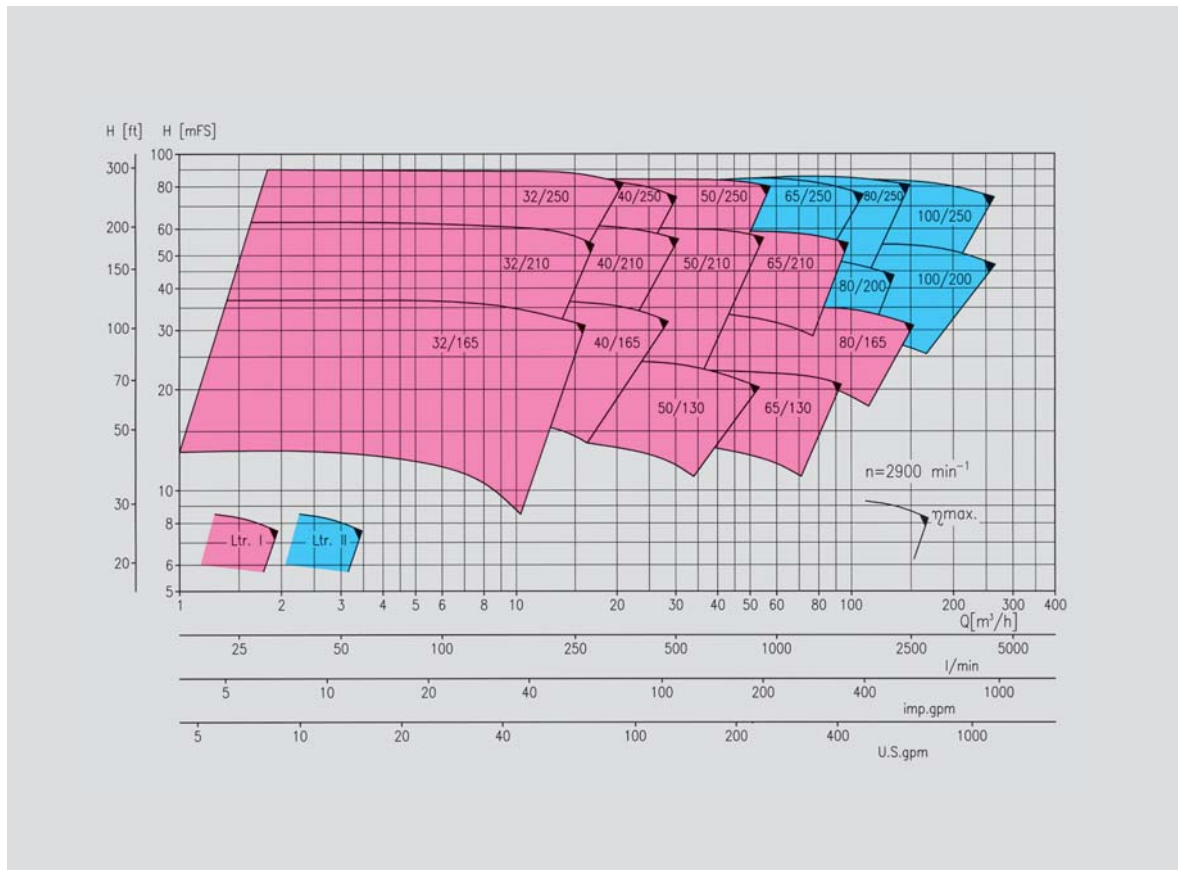 H [ft] H [mFS]
300
200
150
100
70
50
30
20
100
80
60
50
40
30
20
10
8
6
5
32/250 40/250 50/250 65/250 80/250 100/250
32/210 40/210 50/210 65/210 80/200 100/200
32/165 40/165 80/165
50/130 65/130
n=2900 min⁻¹
ηmax.
Ltr. I Ltr. II
1 2 3 4 5 6 8 10 20 30 40 50 60 80 100 200 300 400
Q[m³/h]
25 50 100 250 500 1000 2500 5000
l/min
5 10 20 40 100 200 400 1000
imp.gpm
5 10 20 40 100 200 400 1000
U.S.gpm